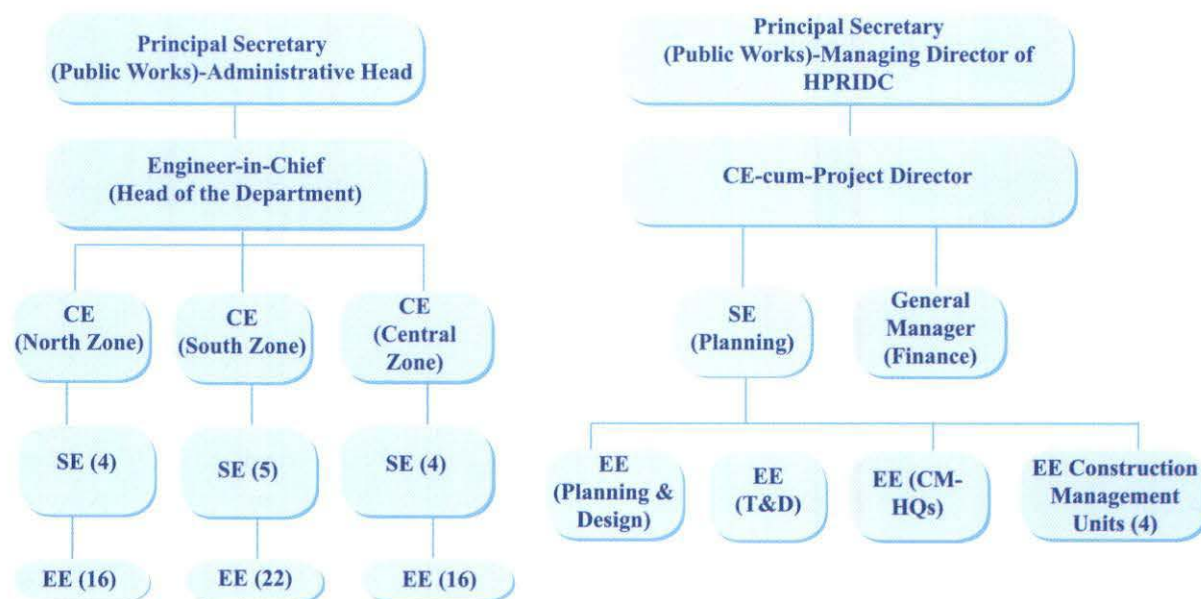 Principal Secretary
(Public Works)-Administrative Head
Engineer-in-Chief
(Head of the Department)
CE
(North Zone)
CE
(South Zone)
CE
(Central
Zone)
SE (4)
SE (5)
SE (4)
EE (16)
EE (22)
EE (16)
Principal Secretary
(Public Works)-Managing Director of
HPRIDC
CE-cum-Project Director
SE
(Planning)
General
Manager
(Finance)
EE
(Planning &
Design)
EE
(T&D)
EE (CM-
HQs)
EE Construction
Management
Units (4)